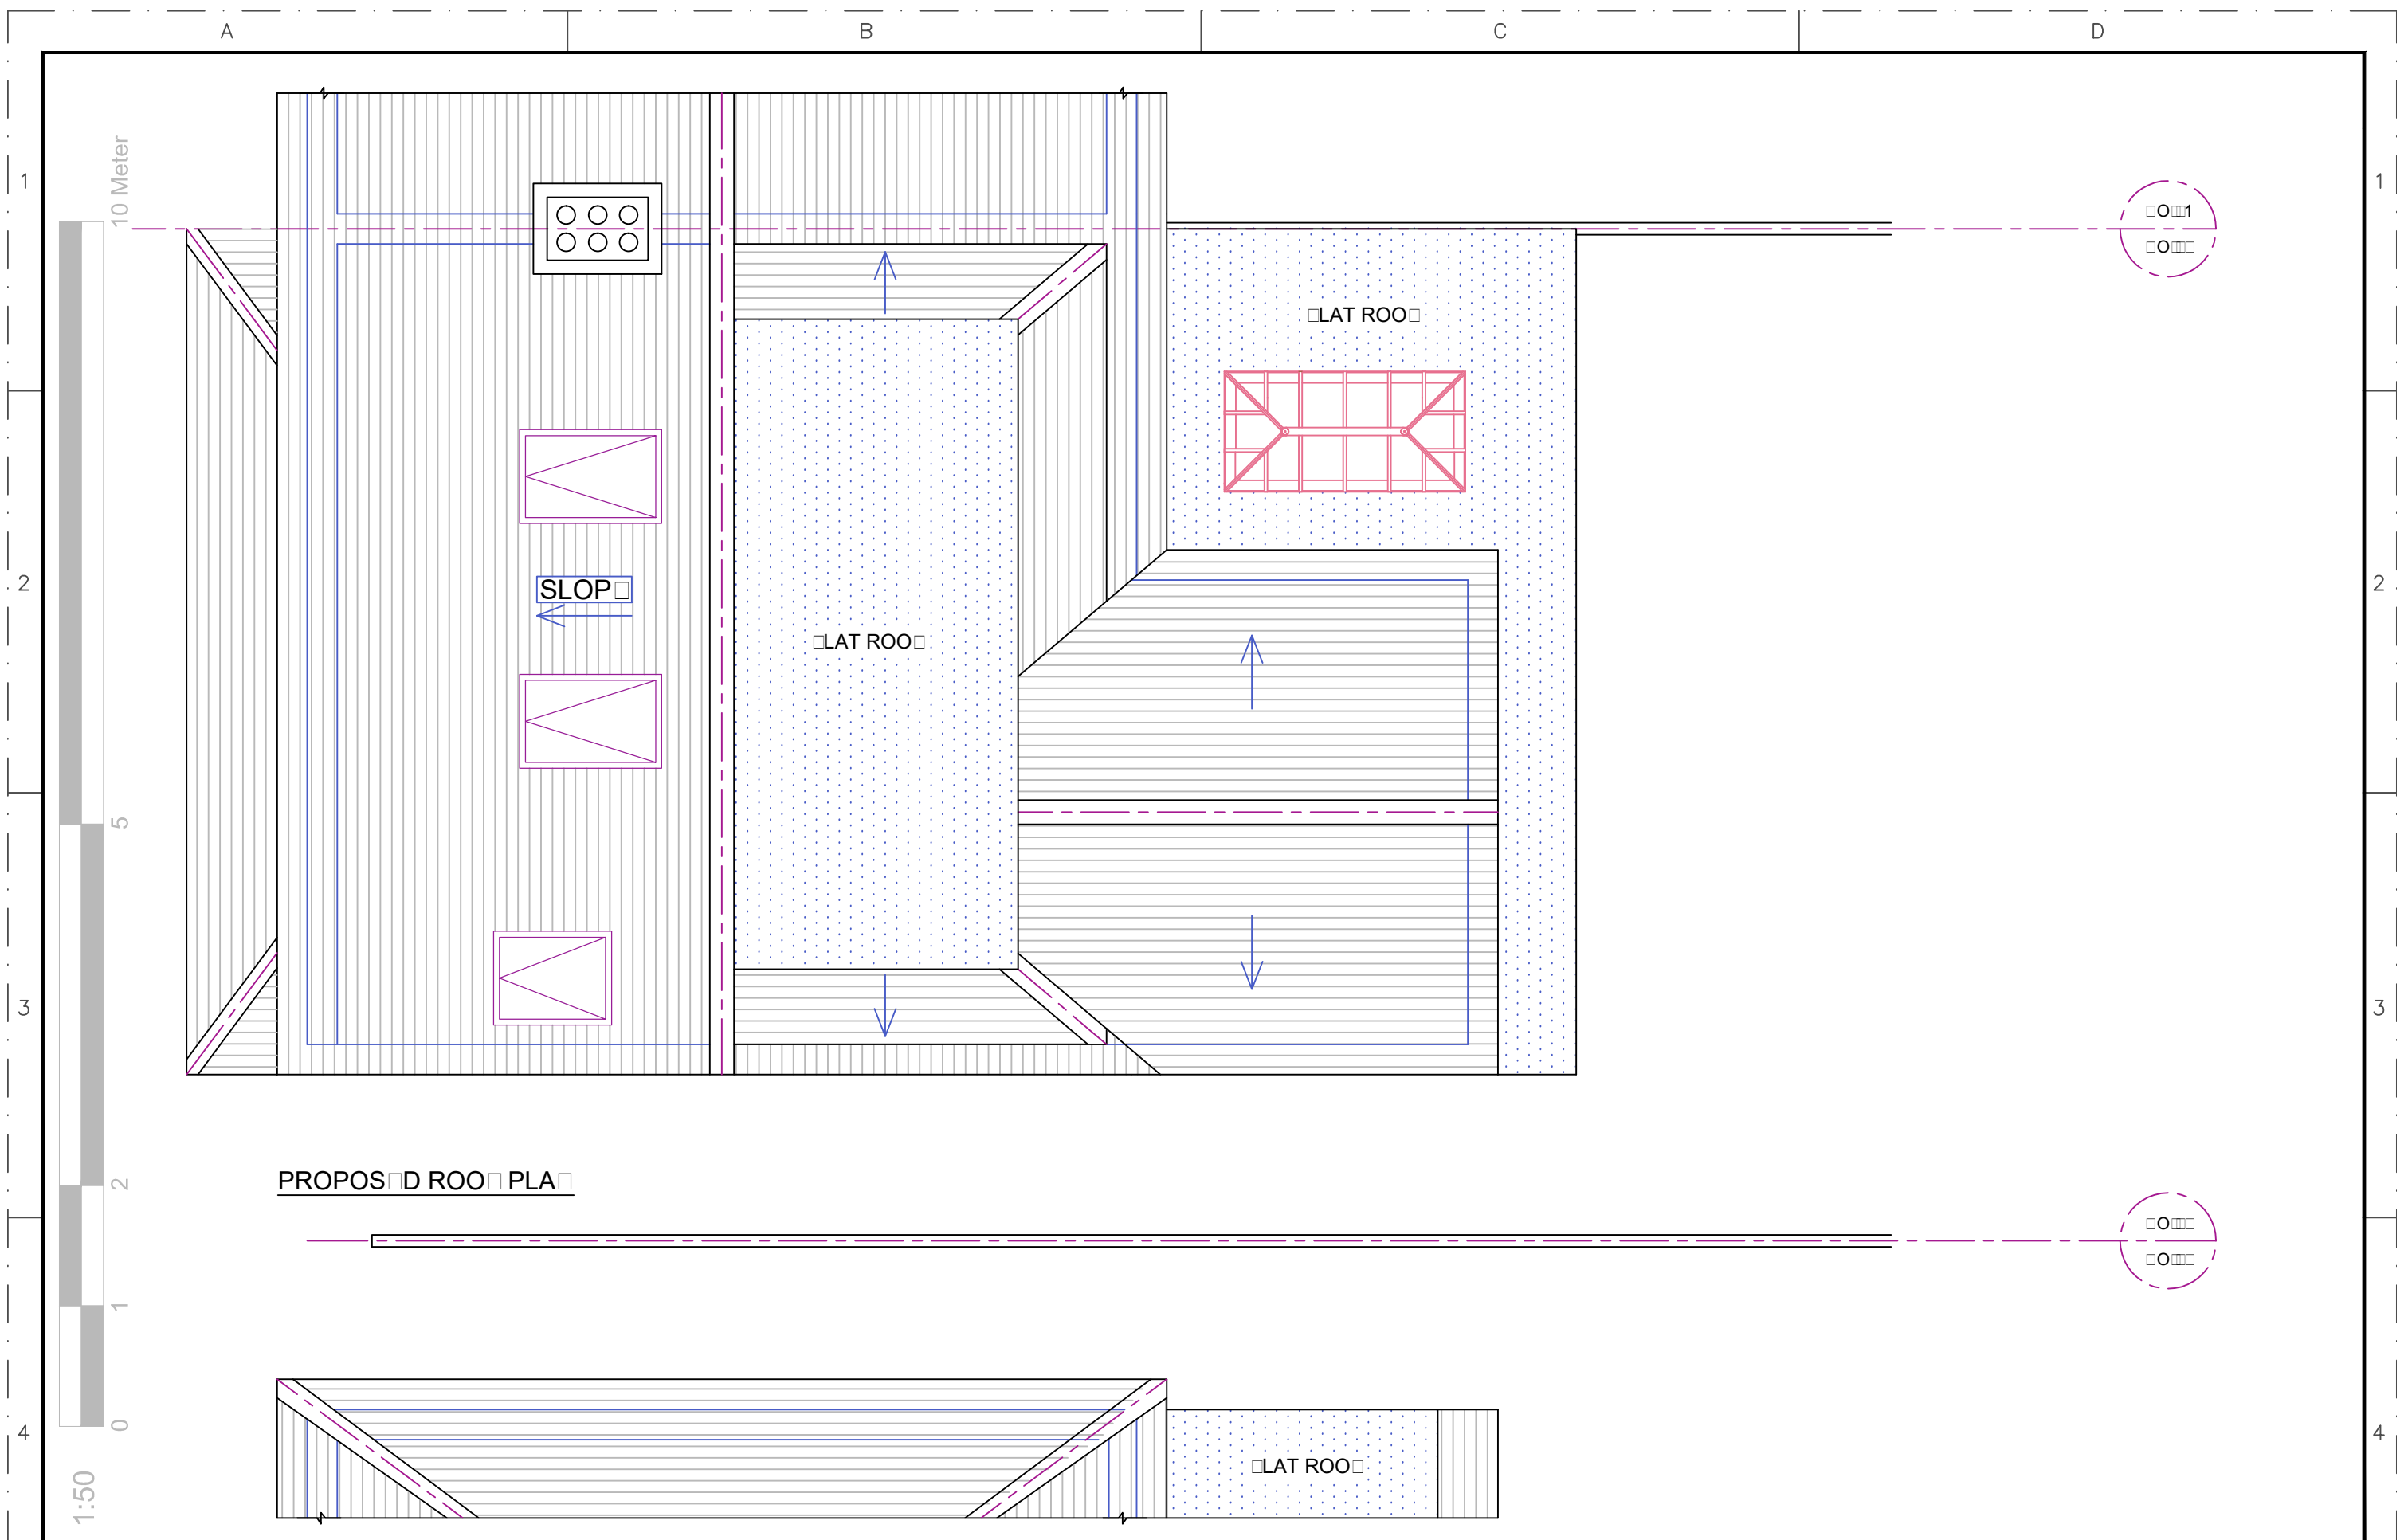 A B C D
1 1
10 Meter
□O□□1
□O□□□
□LAT ROO□
2 2
SLOP□
□LAT ROO□
5
3 3
PROPOS□D ROO□ PLA□
2
□O□□□
□O□□□
1
0
4 4
□LAT ROO□
1:50